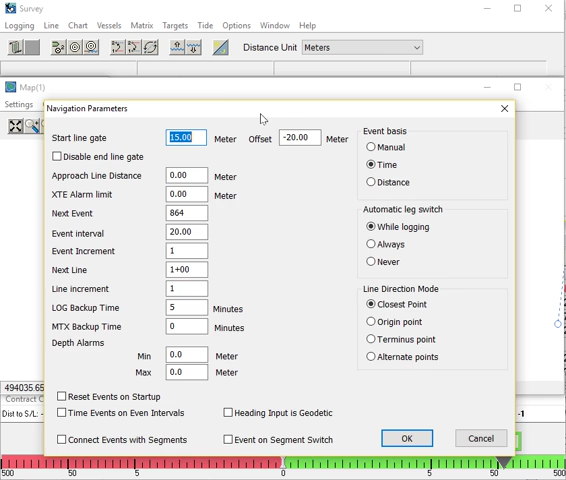 Survey
Logging Line Chart Vessels Matrix Targets Tide Options Window Help
Distance Unit Meters
Map(1)
Settings
Navigation Parameters
Start line gate 15.00 Meter Offset -20.00 Meter
Disable end line gate
Approach Line Distance 0.00 Meter
XTE Alarm limit 0.00 Meter
Next Event 864
Event interval 20.00
Event Increment 1
Next Line 1+00
Line increment 1
LOG Backup Time 5 Minutes
MTX Backup Time 0 Minutes
Depth Alarms
Min 0.0 Meter
Max 0.0 Meter
Event basis
Manual
Time
Distance
Automatic leg switch
While logging
Always
Never
Line Direction Mode
Closest Point
Origin point
Terminus point
Alternate points
Reset Events on Startup
Time Events on Even Intervals Heading Input is Geodetic
Connect Events with Segments Event on Segment Switch
OK Cancel
494035.65
Contract C
Dist to S/L: - -1
500 50 5 0 5 50 500